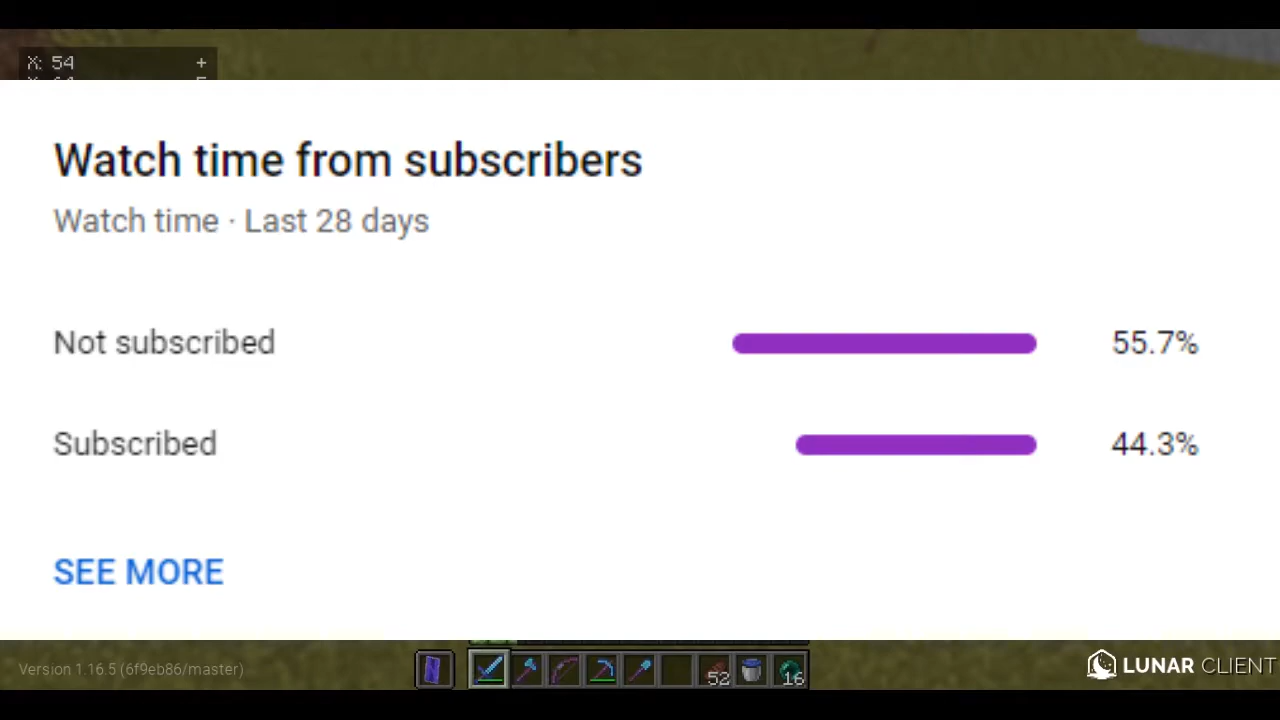 X: 54 +
Watch time from subscribers
Watch time · Last 28 days
Not subscribed 55.7%
Subscribed 44.3%
SEE MORE
Version 1.16.5 (6f9eb86/master)
52
16
LUNAR CLIENT